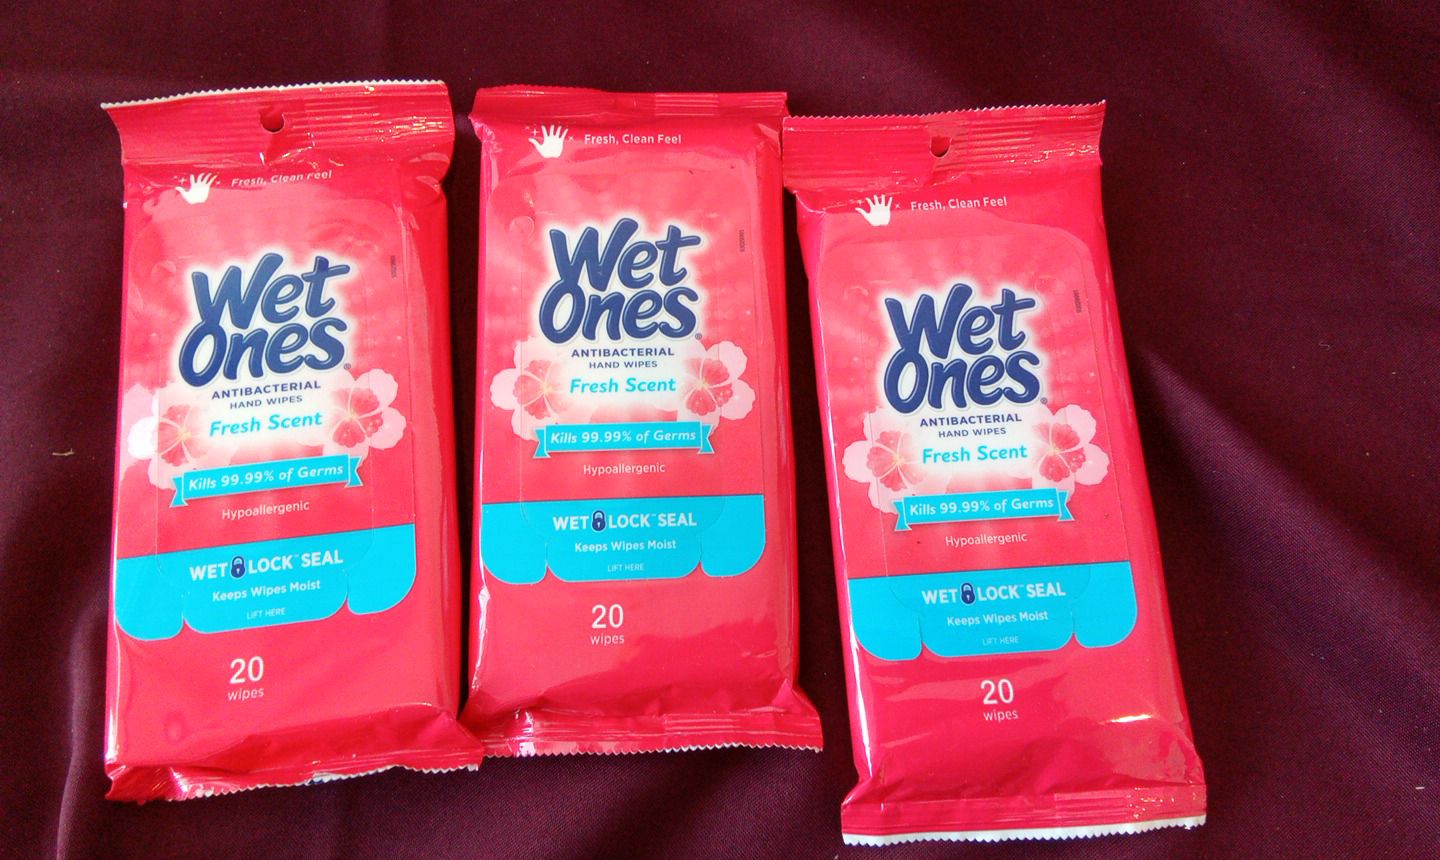 Fresh, Clean Feel
Wet
Ones®
ANTIBACTERIAL
HAND WIPES
Fresh Scent
Kills 99.99% of Germs
Hypoallergenic
WET LOCK™ SEAL
Keeps Wipes Moist
LIFT HERE
20
wipes
Fresh, Clean Feel
Wet
Ones®
ANTIBACTERIAL
HAND WIPES
Fresh Scent
Kills 99.99% of Germs
Hypoallergenic
WET LOCK™ SEAL
Keeps Wipes Moist
LIFT HERE
20
wipes
Fresh, Clean Feel
Wet
Ones®
ANTIBACTERIAL
HAND WIPES
Fresh Scent
Kills 99.99% of Germs
Hypoallergenic
WET LOCK™ SEAL
Keeps Wipes Moist
LIFT HERE
20
wipes